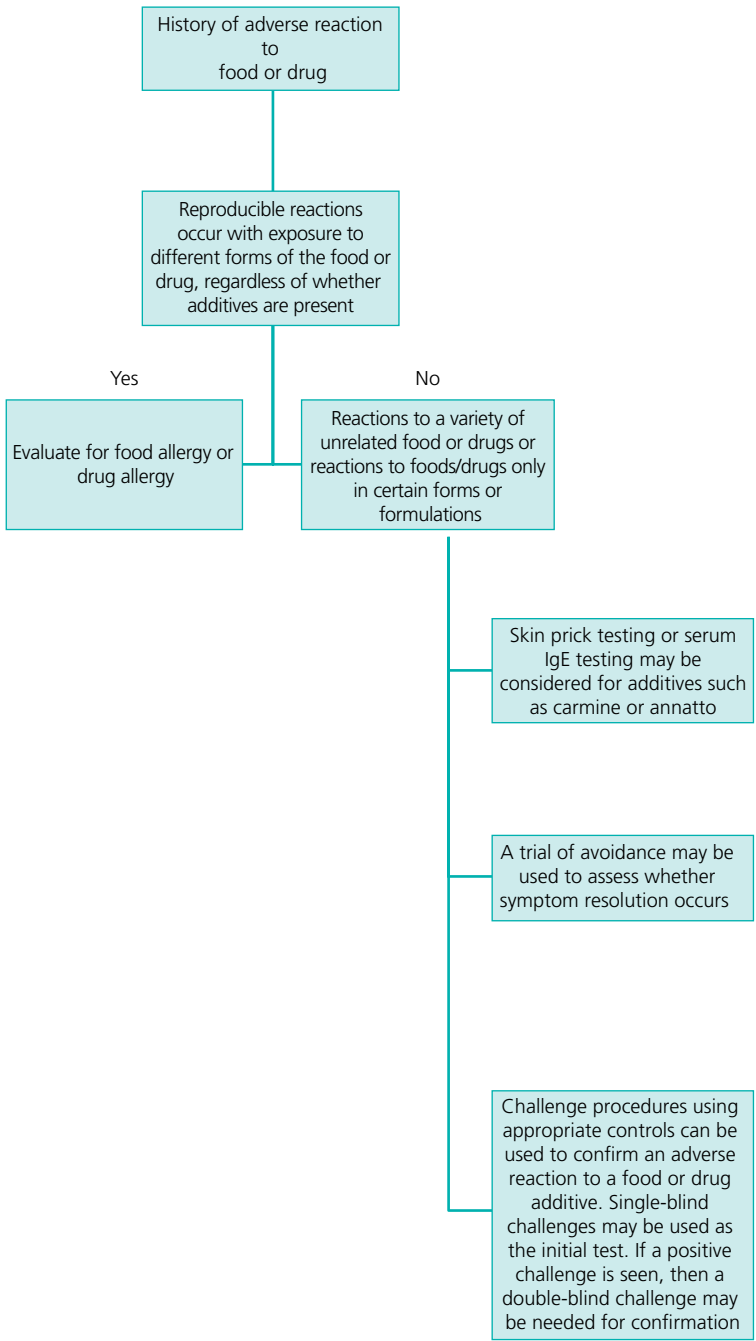 History of adverse reaction
to
food or drug
Reproducible reactions
occur with exposure to
different forms of the food or
drug, regardless of whether
additives are present
Yes
No
Evaluate for food allergy or
drug allergy
Reactions to a variety of
unrelated food or drugs or
reactions to foods/drugs only
in certain forms or
formulations
Skin prick testing or serum
IgE testing may be
considered for additives such
as carmine or annatto
A trial of avoidance may be
used to assess whether
symptom resolution occurs
Challenge procedures using
appropriate controls can be
used to confirm an adverse
reaction to a food or drug
additive. Single-blind
challenges may be used as
the initial test. If a positive
challenge is seen, then a
double-blind challenge may
be needed for confirmation